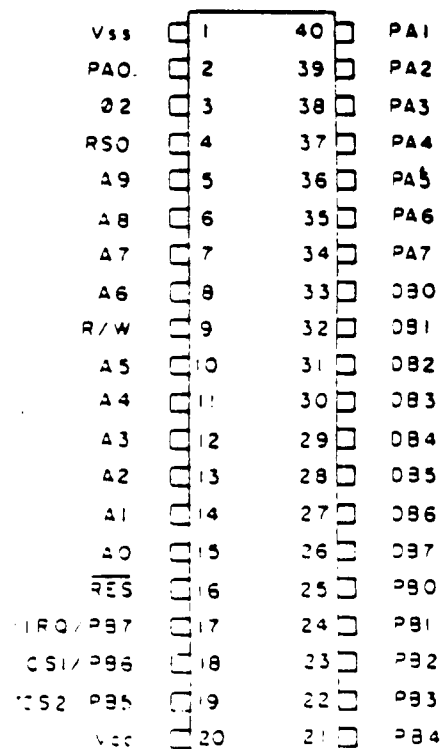 Vss 1 40 PA1
PA0 2 39 PA2
Ø2 3 38 PA3
RS0 4 37 PA4
A9 5 36 PA5
A8 6 35 PA6
A7 7 34 PA7
A6 8 33 DB0
R/W 9 32 DB1
A5 10 31 DB2
A4 11 30 DB3
A3 12 29 DB4
A2 13 28 DB5
A1 14 27 DB6
A0 15 26 DB7
RES 16 25 PB0
IRQ/PB7 17 24 PB1
CS1/PB6 18 23 PB2
CS2 PB5 19 22 PB3
Vcc 20 21 PB4